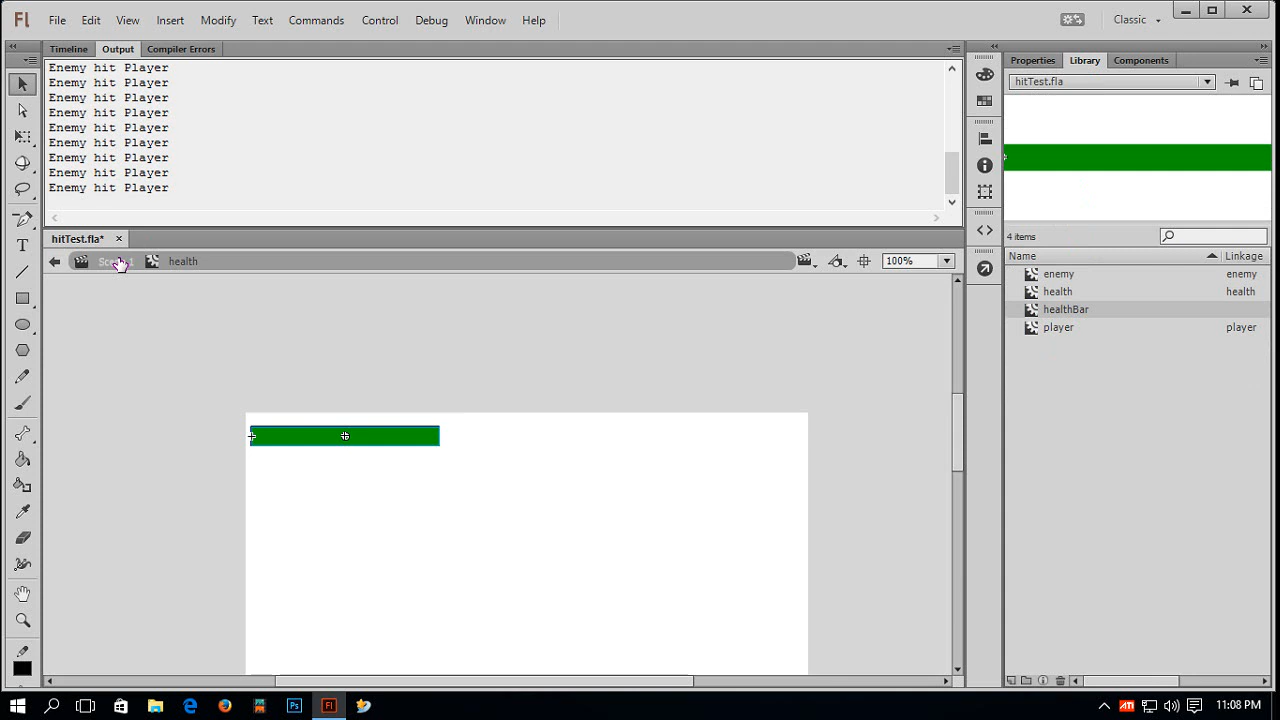 Fl File Edit View Insert Modify Text Commands Control Debug Window Help Classic
Timeline Output Compiler Errors
Enemy hit Player
Enemy hit Player
Enemy hit Player
Enemy hit Player
Enemy hit Player
Enemy hit Player
Enemy hit Player
Enemy hit Player
Enemy hit Player
hitTest.fla*
health
100%
Properties Library Components
hitTest.fla
4 items
Name Linkage
enemy enemy
health health
healthBar
player player
T
Ps Fl
ATI 11:08 PM